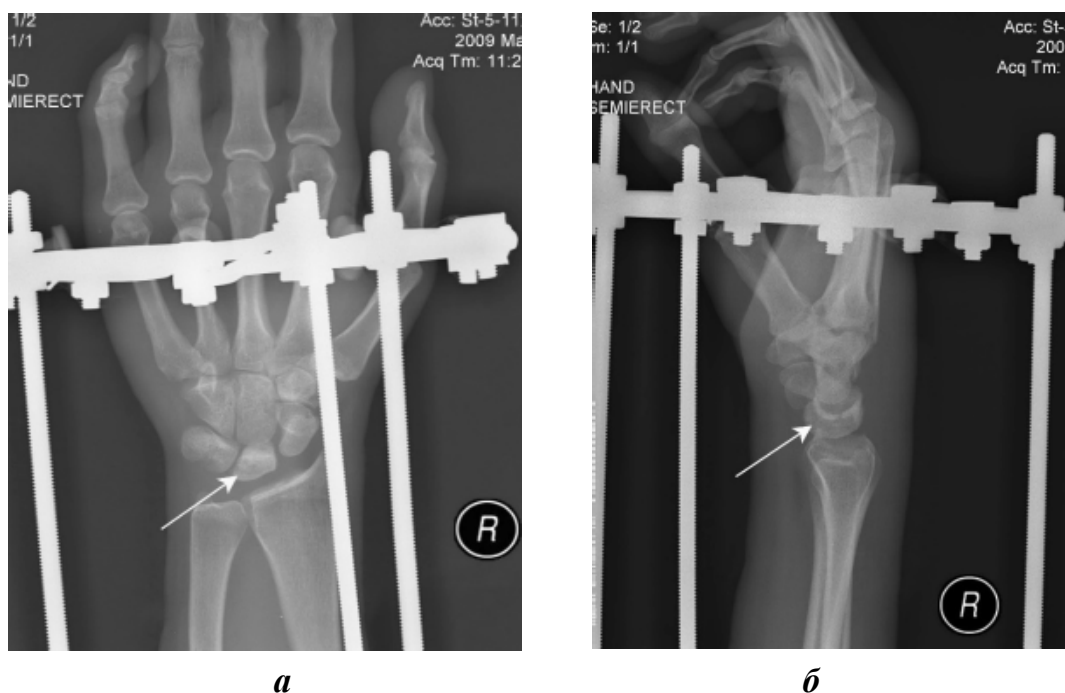 1/2
1/1
ND
MIERECT
Acc: St-5-11
2009 Ma
Acq Tm: 11:2
R
Se: 1/2
m: 1/1
HAND
SEMIERECT
Acc: St-
200
Acq Tm:
R
а
б